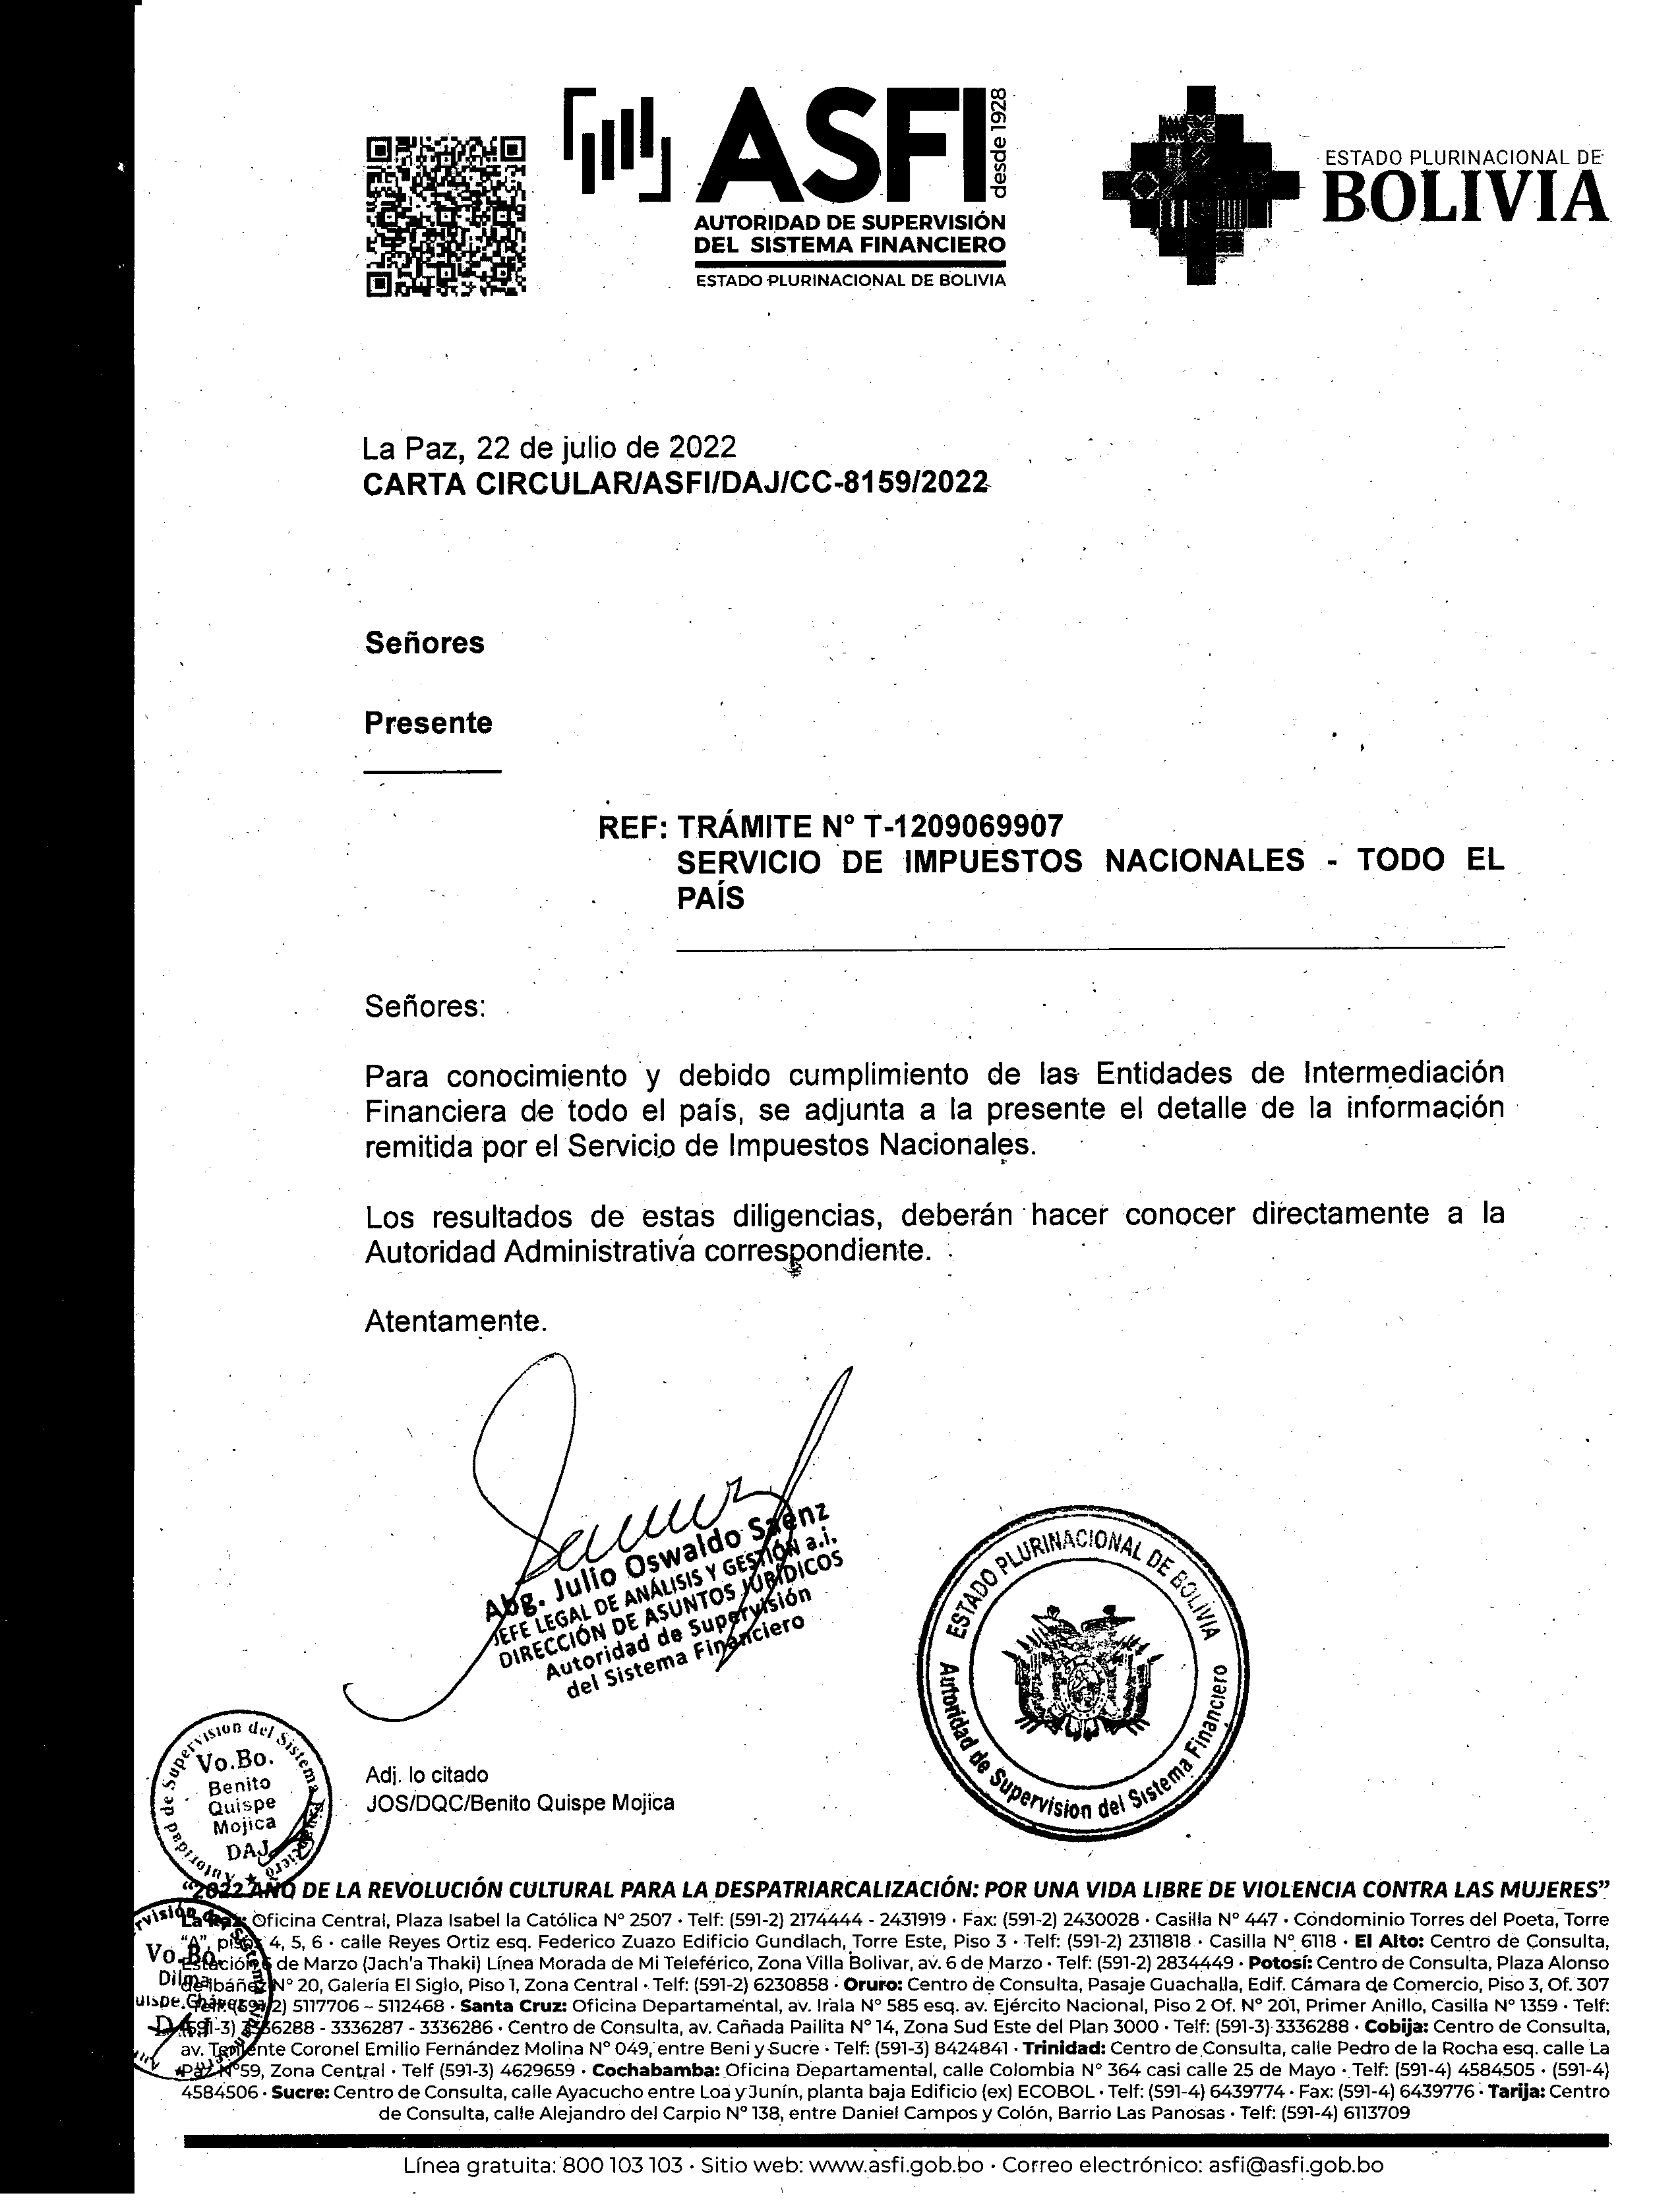 ASFI
desde 1928
AUTORIDAD DE SUPERVISIÓN
DEL SISTEMA FINANCIERO
ESTADO PLURINACIONAL DE BOLIVIA
ESTADO PLURINACIONAL DE
BOLIVIA
La Paz, 22 de julio de 2022
CARTA CIRCULAR/ASFI/DAJ/CC-8159/2022
Señores
Presente
REF: TRÁMITE N° T-1209069907
SERVICIO DE IMPUESTOS NACIONALES - TODO EL
PAÍS
Señores:
Para conocimiento y debido cumplimiento de las Entidades de Intermediación
Financiera de todo el país, se adjunta a la presente el detalle de la información
remitida por el Servicio de Impuestos Nacionales.
Los resultados de estas diligencias, deberán hacer conocer directamente a la
Autoridad Administrativa correspondiente.
Atentamente.
Abg. Julio Oswaldo Saenz
JEFE LEGAL DE ANÁLISIS Y GESTIÓN a.i.
DIRECCIÓN DE ASUNTOS JURÍDICOS
Autoridad de Supervisión
del Sistema Financiero
ESTADO PLURINACIONAL DE BOLIVIA
Autoridad de Supervision del Sistema Financiero
Autoridad de Supervision del Sistema Financiero
Vo.Bo.
Benito
Quispe
Mojica
DAJ
Adj. lo citado
JOS/DQC/Benito Quispe Mojica
Vo.Bo.
Dilma
DAJ
"2022 AÑO DE LA REVOLUCIÓN CULTURAL PARA LA DESPATRIARCALIZACIÓN: POR UNA VIDA LIBRE DE VIOLENCIA CONTRA LAS MUJERES"
La Paz: Oficina Central, Plaza Isabel la Católica N° 2507 · Telf: (591-2) 2174444 - 2431919 · Fax: (591-2) 2430028 · Casilla N° 447 · Condominio Torres del Poeta, Torre
"A", pisos 4, 5, 6 · calle Reyes Ortiz esq. Federico Zuazo Edificio Gundlach, Torre Este, Piso 3 · Telf: (591-2) 2311818 · Casilla N° 6118 · El Alto: Centro de Consulta,
Estación 6 de Marzo (Jach'a Thaki) Línea Morada de Mi Teleférico, Zona Villa Bolivar, av. 6 de Marzo · Telf: (591-2) 2834449 · Potosí: Centro de Consulta, Plaza Alonso
de Ibáñez N° 20, Galería El Siglo, Piso 1, Zona Central · Telf: (591-2) 6230858 · Oruro: Centro de Consulta, Pasaje Guachalla, Edif. Cámara de Comercio, Piso 3, Of. 307
Telf: (591-2) 5117706 – 5112468 · Santa Cruz: Oficina Departamental, av. Irala N° 585 esq. av. Ejército Nacional, Piso 2 Of. N° 201, Primer Anillo, Casilla N° 1359 · Telf:
(591-3) 3336288 - 3336287 - 3336286 · Centro de Consulta, av. Cañada Pailita N° 14, Zona Sud Este del Plan 3000 · Telf: (591-3) 3336288 · Cobija: Centro de Consulta,
av. Teniente Coronel Emilio Fernández Molina N° 049, entre Beni y Sucre · Telf: (591-3) 8424841 · Trinidad: Centro de Consulta, calle Pedro de la Rocha esq. calle La
Paz N°59, Zona Central · Telf (591-3) 4629659 · Cochabamba: Oficina Departamental, calle Colombia N° 364 casi calle 25 de Mayo · Telf: (591-4) 4584505 · (591-4)
4584506 · Sucre: Centro de Consulta, calle Ayacucho entre Loa y Junín, planta baja Edificio (ex) ECOBOL · Telf: (591-4) 6439774 · Fax: (591-4) 6439776 · Tarija: Centro
de Consulta, calle Alejandro del Carpio N° 138, entre Daniel Campos y Colón, Barrio Las Panosas · Telf: (591-4) 6113709
Línea gratuita: 800 103 103 · Sitio web: www.asfi.gob.bo · Correo electrónico: asfi@asfi.gob.bo